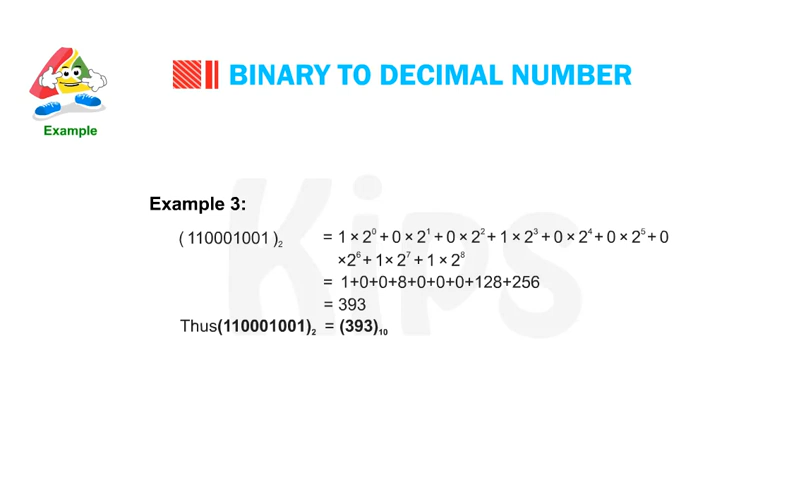 BINARY TO DECIMAL NUMBER
Example
Kips
Example 3:
( 110001001 )₂ = 1 × 2⁰ + 0 × 2¹ + 0 × 2² + 1 × 2³ + 0 × 2⁴ + 0 × 2⁵ + 0
×2⁶ + 1× 2⁷ + 1 × 2⁸
= 1+0+0+8+0+0+0+128+256
= 393
Thus(110001001)₂ = (393)₁₀